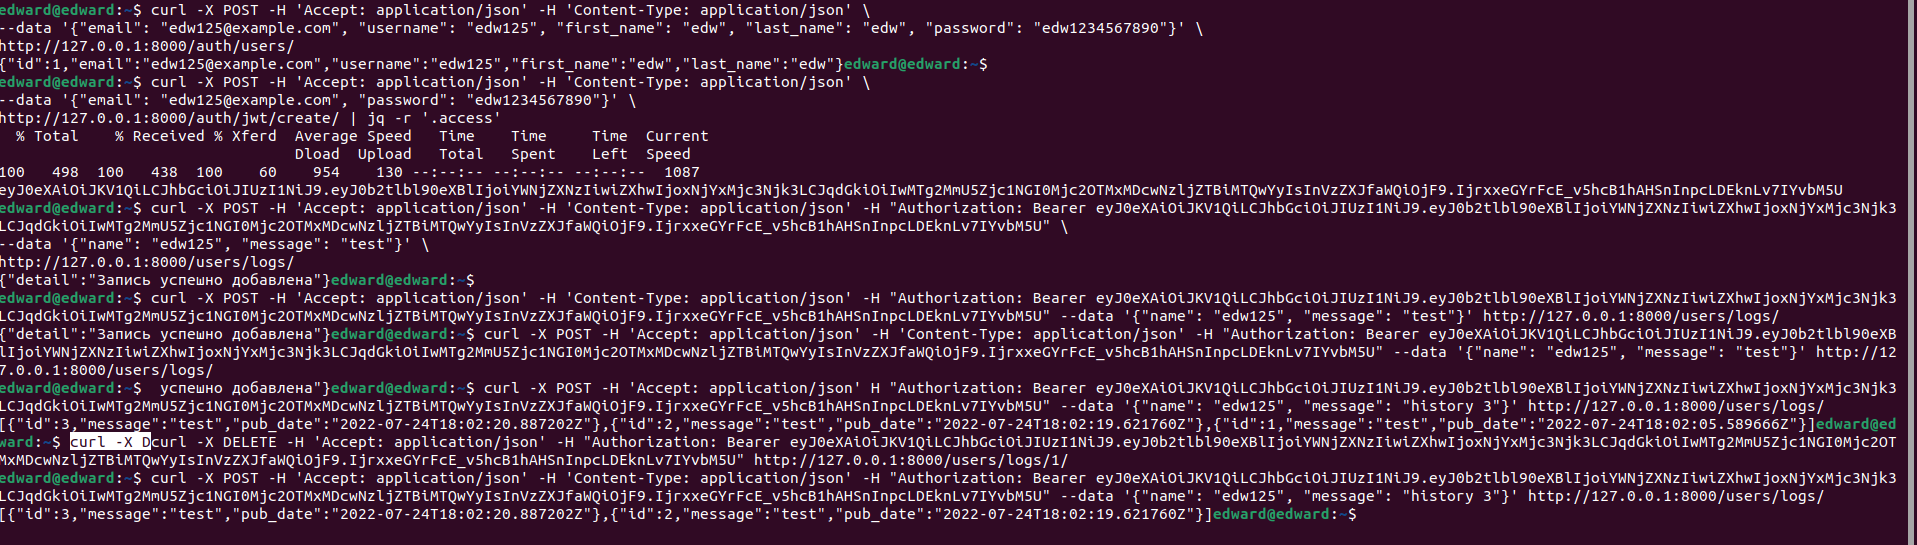 edward@edward:~$ curl -X POST -H 'Accept: application/json' -H 'Content-Type: application/json' \
--data '{"email": "edw125@example.com", "username": "edw125", "first_name": "edw", "last_name": "edw", "password": "edw1234567890"}' \
http://127.0.0.1:8000/auth/users/
{"id":1,"email":"edw125@example.com","username":"edw125","first_name":"edw","last_name":"edw"}edward@edward:~$
edward@edward:~$ curl -X POST -H 'Accept: application/json' -H 'Content-Type: application/json' \
--data '{"email": "edw125@example.com", "password": "edw1234567890"}' \
http://127.0.0.1:8000/auth/jwt/create/ | jq -r '.access'
% Total % Received % Xferd Average Speed Time Time Time Current
Dload Upload Total Spent Left Speed
100 498 100 438 100 60 954 130 --:--:-- --:--:-- --:--:-- 1087
eyJ0eXAiOiJKV1QiLCJhbGciOiJIUzI1NiJ9.eyJ0b2tlbl90eXBlIjoiYWNjZXNzIiwiZXhwIjoxNjYxMjc3Njk3LCJqdGkiOiIwMTg2MmU5Zjc1NGI0Mjc2OTMxMDcwNzljZTBiMTQwYyIsInVzZXJfaWQiOjF9.IjrxxeGYrFcE_v5hcB1hAHSnInpcLDEknLv7IYvbM5U
edward@edward:~$ curl -X POST -H 'Accept: application/json' -H 'Content-Type: application/json' -H "Authorization: Bearer eyJ0eXAiOiJKV1QiLCJhbGciOiJIUzI1NiJ9.eyJ0b2tlbl90eXBlIjoiYWNjZXNzIiwiZXhwIjoxNjYxMjc3Njk3
LCJqdGkiOiIwMTg2MmU5Zjc1NGI0Mjc2OTMxMDcwNzljZTBiMTQwYyIsInVzZXJfaWQiOjF9.IjrxxeGYrFcE_v5hcB1hAHSnInpcLDEknLv7IYvbM5U" \
--data '{"name": "edw125", "message": "test"}' \
http://127.0.0.1:8000/users/logs/
{"detail":"Запись успешно добавлена"}edward@edward:~$
edward@edward:~$ curl -X POST -H 'Accept: application/json' -H 'Content-Type: application/json' -H "Authorization: Bearer eyJ0eXAiOiJKV1QiLCJhbGciOiJIUzI1NiJ9.eyJ0b2tlbl90eXBlIjoiYWNjZXNzIiwiZXhwIjoxNjYxMjc3Njk3
LCJqdGkiOiIwMTg2MmU5Zjc1NGI0Mjc2OTMxMDcwNzljZTBiMTQwYyIsInVzZXJfaWQiOjF9.IjrxxeGYrFcE_v5hcB1hAHSnInpcLDEknLv7IYvbM5U" --data '{"name": "edw125", "message": "test"}' http://127.0.0.1:8000/users/logs/
{"detail":"Запись успешно добавлена"}edward@edward:~$ curl -X POST -H 'Accept: application/json' -H 'Content-Type: application/json' -H "Authorization: Bearer eyJ0eXAiOiJKV1QiLCJhbGciOiJIUzI1NiJ9.eyJ0b2tlbl90eXB
lIjoiYWNjZXNzIiwiZXhwIjoxNjYxMjc3Njk3LCJqdGkiOiIwMTg2MmU5Zjc1NGI0Mjc2OTMxMDcwNzljZTBiMTQwYyIsInVzZXJfaWQiOjF9.IjrxxeGYrFcE_v5hcB1hAHSnInpcLDEknLv7IYvbM5U" --data '{"name": "edw125", "message": "test"}' http://12
7.0.0.1:8000/users/logs/
edward@edward:~$  успешно добавлена"}edward@edward:~$ curl -X POST -H 'Accept: application/json' H "Authorization: Bearer eyJ0eXAiOiJKV1QiLCJhbGciOiJIUzI1NiJ9.eyJ0b2tlbl90eXBlIjoiYWNjZXNzIiwiZXhwIjoxNjYxMjc3Njk3
LCJqdGkiOiIwMTg2MmU5Zjc1NGI0Mjc2OTMxMDcwNzljZTBiMTQwYyIsInVzZXJfaWQiOjF9.IjrxxeGYrFcE_v5hcB1hAHSnInpcLDEknLv7IYvbM5U" --data '{"name": "edw125", "message": "history 3"}' http://127.0.0.1:8000/users/logs/
[{"id":3,"message":"test","pub_date":"2022-07-24T18:02:20.887202Z"},{"id":2,"message":"test","pub_date":"2022-07-24T18:02:19.621760Z"},{"id":1,"message":"test","pub_date":"2022-07-24T18:02:05.589666Z"}]edward@ed
ward:~$ curl -X Dcurl -X DELETE -H 'Accept: application/json' -H "Authorization: Bearer eyJ0eXAiOiJKV1QiLCJhbGciOiJIUzI1NiJ9.eyJ0b2tlbl90eXBlIjoiYWNjZXNzIiwiZXhwIjoxNjYxMjc3Njk3LCJqdGkiOiIwMTg2MmU5Zjc1NGI0Mjc2OT
MxMDcwNzljZTBiMTQwYyIsInVzZXJfaWQiOjF9.IjrxxeGYrFcE_v5hcB1hAHSnInpcLDEknLv7IYvbM5U" http://127.0.0.1:8000/users/logs/1/
edward@edward:~$ curl -X POST -H 'Accept: application/json' -H "Authorization: Bearer eyJ0eXAiOiJKV1QiLCJhbGciOiJIUzI1NiJ9.eyJ0b2tlbl90eXBlIjoiYWNjZXNzIiwiZXhwIjoxNjYxMjc3Njk3
LCJqdGkiOiIwMTg2MmU5Zjc1NGI0Mjc2OTMxMDcwNzljZTBiMTQwYyIsInVzZXJfaWQiOjF9.IjrxxeGYrFcE_v5hcB1hAHSnInpcLDEknLv7IYvbM5U" --data '{"name": "edw125", "message": "history 3"}' http://127.0.0.1:8000/users/logs/
[{"id":3,"message":"test","pub_date":"2022-07-24T18:02:20.887202Z"},{"id":2,"message":"test","pub_date":"2022-07-24T18:02:19.621760Z"}]edward@edward:~$